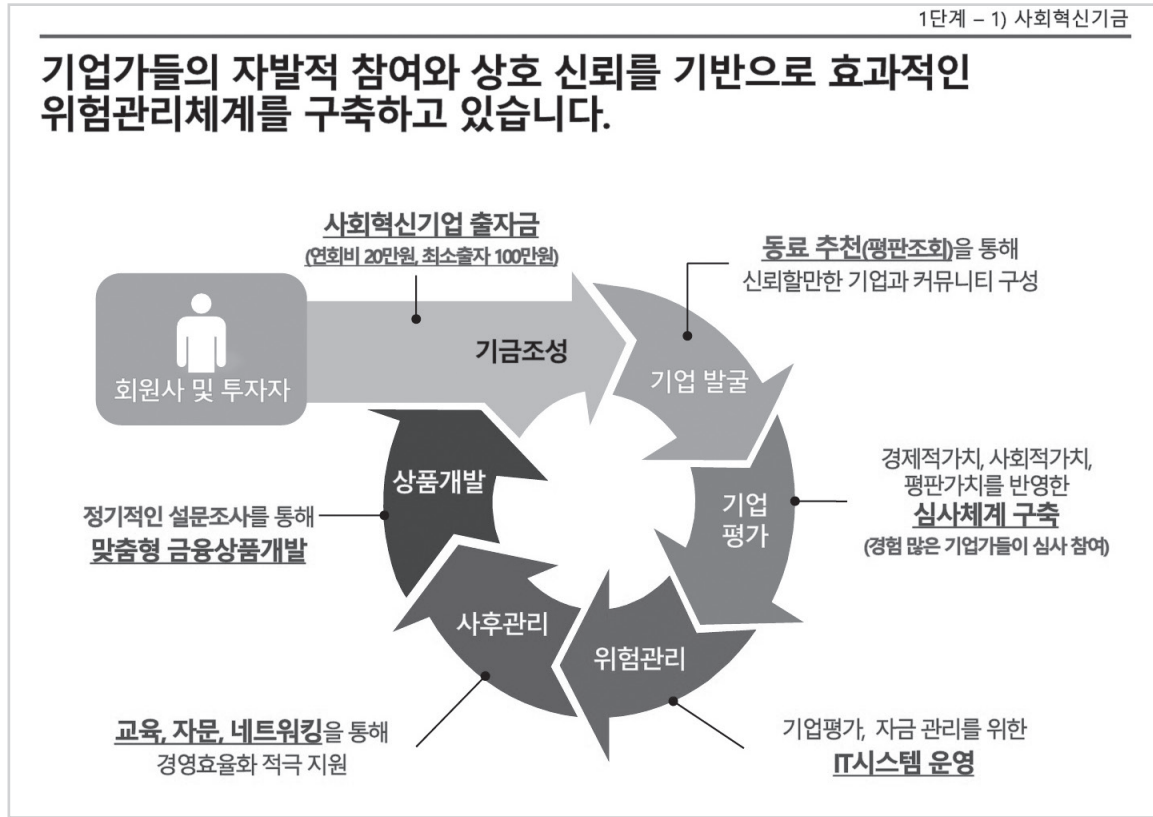 1단계 – 1) 사회혁신기금
기업가들의 자발적 참여와 상호 신뢰를 기반으로 효과적인
위험관리체계를 구축하고 있습니다.
사회혁신기업 출자금
(연회비 20만원, 최소출자 100만원)
동료 추천(평판조회)을 통해
신뢰할만한 기업과 커뮤니티 구성
회원사 및 투자자
기금조성
기업 발굴
경제적가치, 사회적가치,
평판가치를 반영한
심사체계 구축
(경험 많은 기업가들이 심사 참여)
기업
평가
상품개발
정기적인 설문조사를 통해
맞춤형 금융상품개발
사후관리
위험관리
교육, 자문, 네트워킹을 통해
경영효율화 적극 지원
기업평가, 자금 관리를 위한
IT시스템 운영